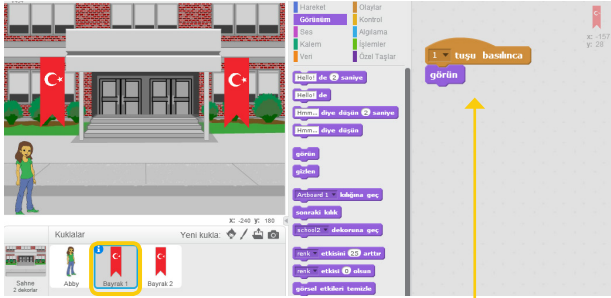 Hareket
Olaylar
Görünüm
Kontrol
Ses
Algılama
Kalem
İşlemler
Veri
Özel Taşlar
Hello! de 2 saniye
Hello! de
Hmm... diye düşün 2 saniye
Hmm... diye düşün
görün
gizlen
Artboard 1 kılığına geç
sonraki kılık
school2 dekoruna geç
renk etkisini 25 arttır
renk etkisi 0 olsun
görsel etkileri temizle
1 tuşu basılınca
görün
x: -157
y: 28
X: -240 y: 180
Kuklalar
Yeni kukla:
Sahne
2 dekorlar
Abby
Bayrak 1
Bayrak 2